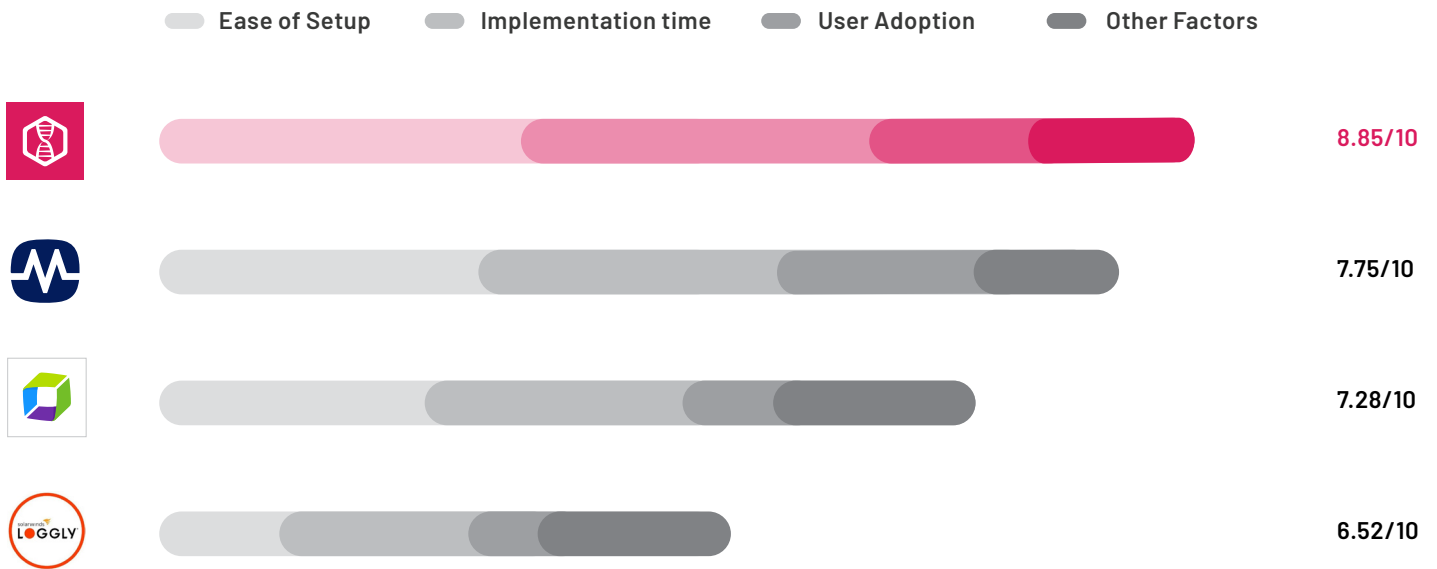 Ease of Setup Implementation time User Adoption Other Factors
8.85/10
7.75/10
7.28/10
solarwinds
LOGGLY
6.52/10